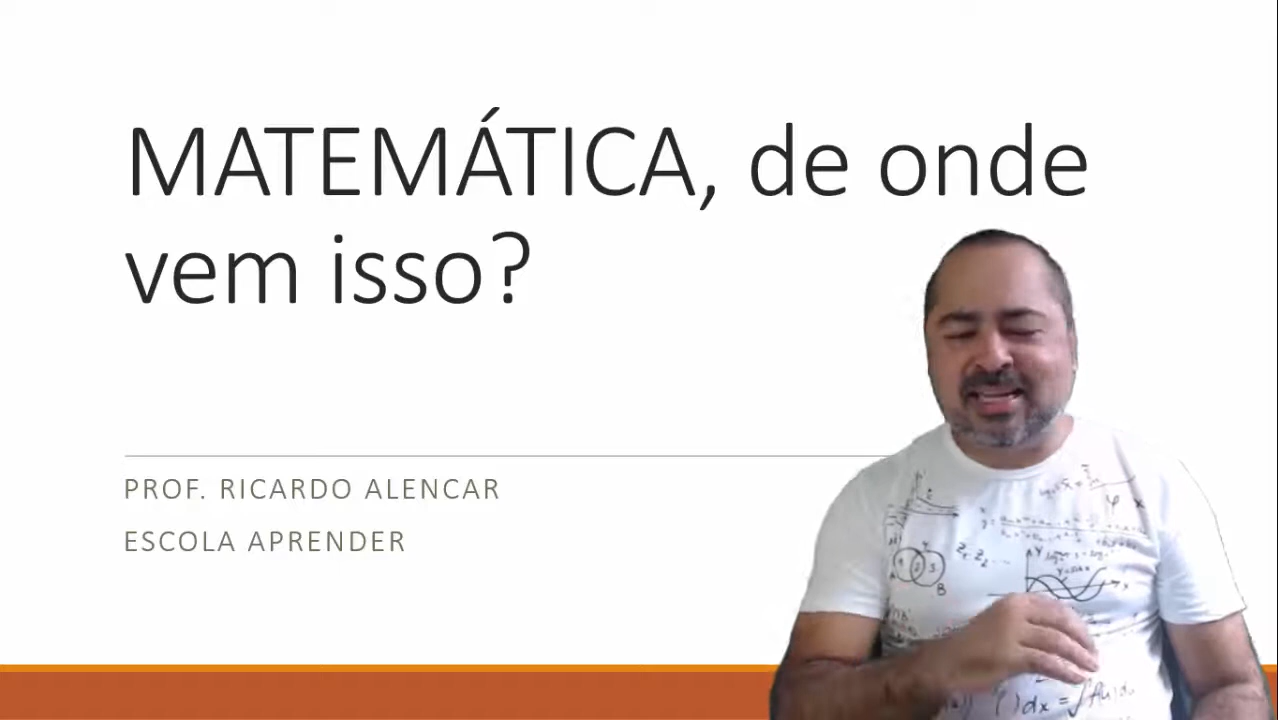 MATEMÁTICA, de onde
vem isso?
PROF. RICARDO ALENCAR
ESCOLA APRENDER